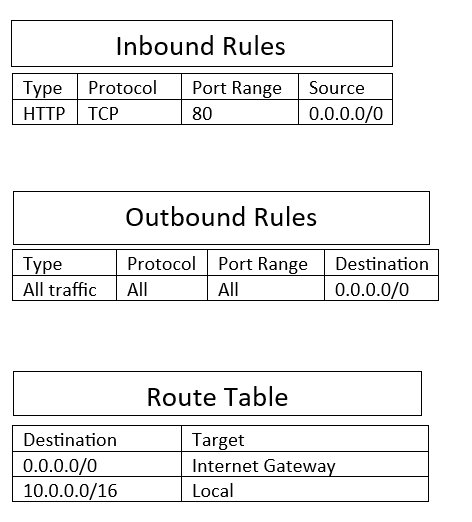 Inbound Rules
Type Protocol Port Range Source
HTTP TCP 80 0.0.0.0/0
Outbound Rules
Type Protocol Port Range Destination
All traffic All All 0.0.0.0/0
Route Table
Destination Target
0.0.0.0/0 Internet Gateway
10.0.0.0/16 Local